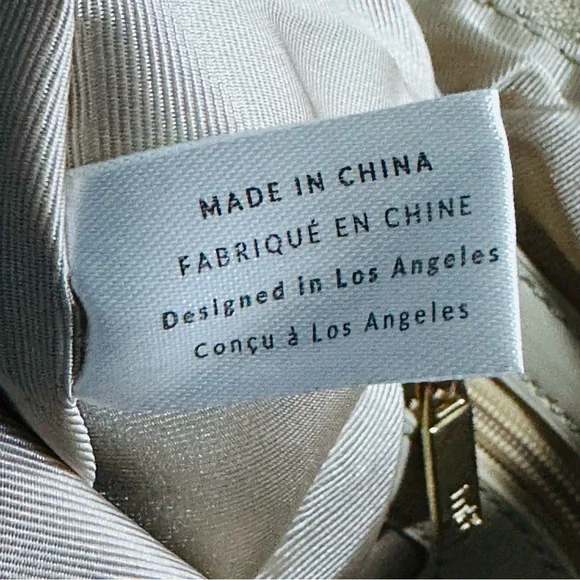 MADE IN CHINA
FABRIQUÉ EN CHINE
Designed in Los Angeles
Conçu à Los Angeles